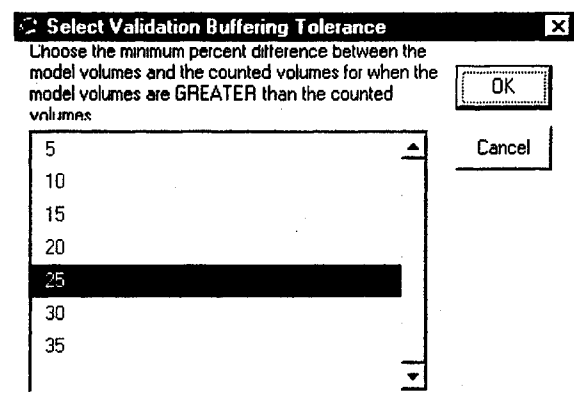 Select Validation Buffering Tolerance
Choose the minimum percent difference between the
model volumes and the counted volumes for when the
model volumes are GREATER than the counted
volumes
OK
Cancel
5
10
15
20
25
30
35